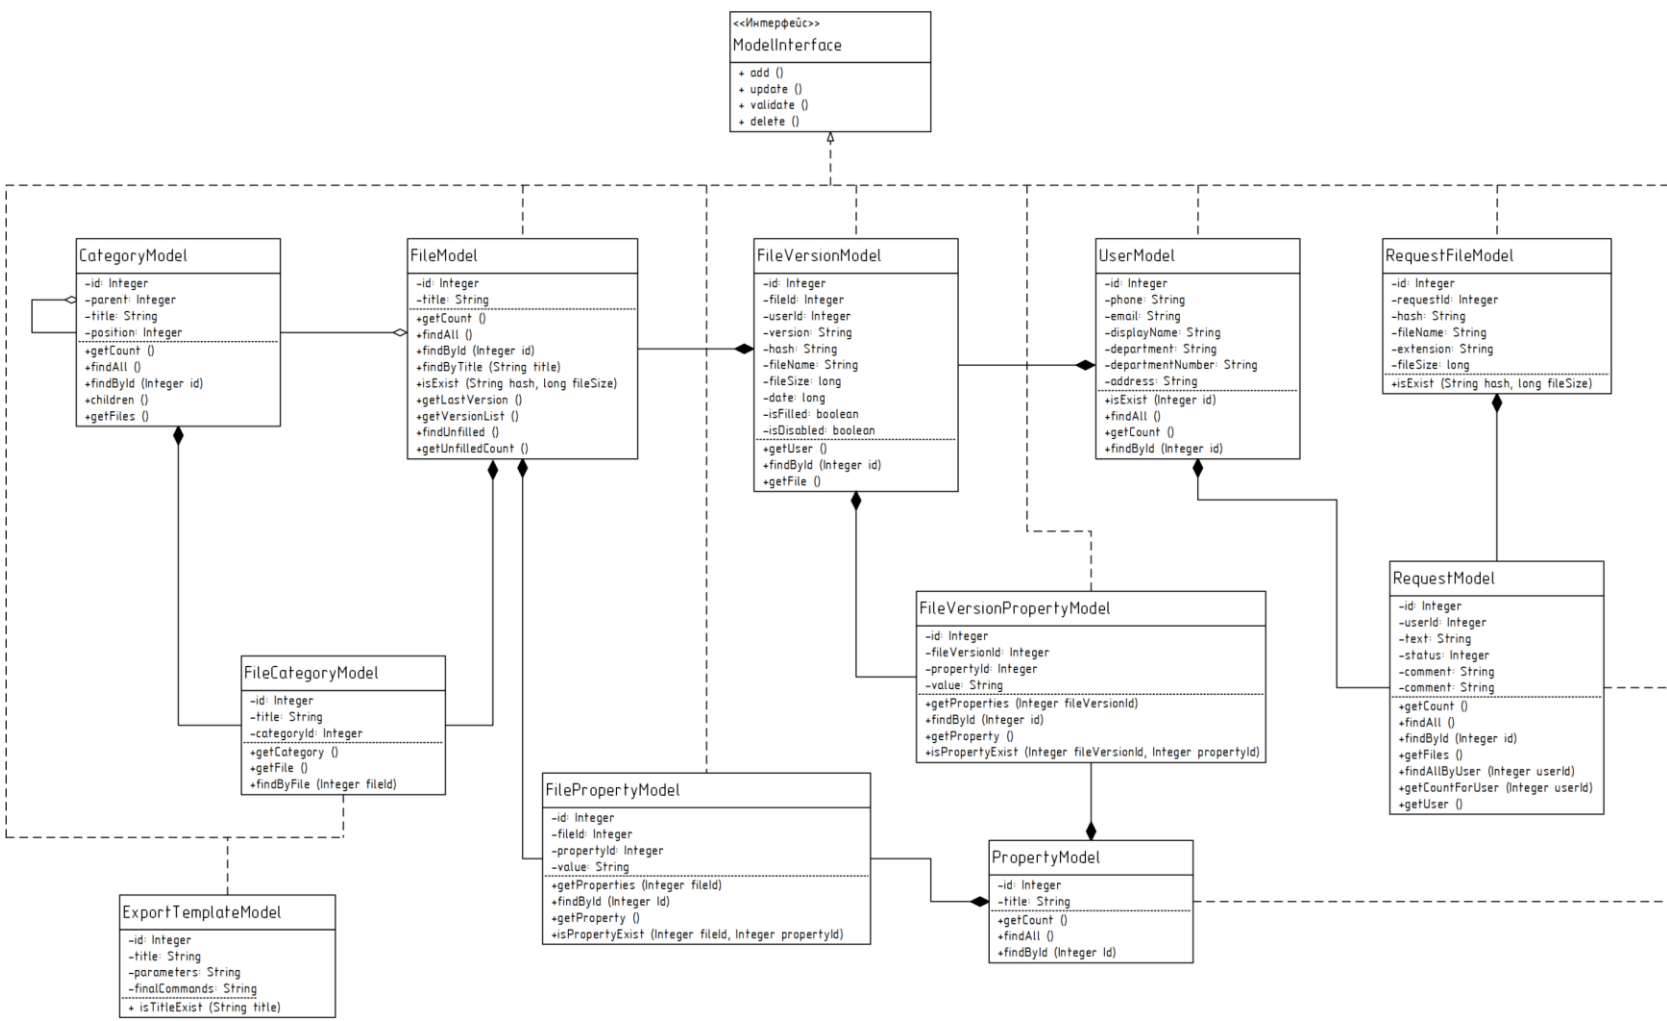 <<Интерфейс>>
ModelInterface
+ add ()
+ update ()
+ validate ()
+ delete ()
CategoryModel
-id: Integer
-parent: Integer
-title: String
-position: Integer
+getCount ()
+findAll ()
+findById (Integer id)
+children ()
+getFiles ()
FileModel
-id: Integer
-title: String
+getCount ()
+findAll ()
+findById (Integer id)
+findByTitle (String title)
+isExist (String hash, long fileSize)
+getLastVersion ()
+getVersionList ()
+findUnfilled ()
+getUnfilledCount ()
FileVersionModel
-id: Integer
-fileId: Integer
-userId: Integer
-version: String
-hash: String
-fileName: String
-fileSize: long
-date: long
-isFilled: boolean
-isDisabled: boolean
+getUser ()
+findById (Integer id)
+getFile ()
UserModel
-id: Integer
-phone: String
-email: String
-displayName: String
-department: String
-departmentNumber: String
-address: String
+isExist (Integer id)
+findAll ()
+getCount ()
+findById (Integer id)
RequestFileModel
-id: Integer
-requestId: Integer
-hash: String
-fileName: String
-extension: String
-fileSize: long
+isExist (String hash, long fileSize)
RequestModel
-id: Integer
-userId: Integer
-text: String
-status: Integer
-comment: String
-comment: String
+getCount ()
+findAll ()
+findById (Integer id)
+getFiles ()
+findAllByUser (Integer userId)
+getCountForUser (Integer userId)
+getUser ()
FileVersionPropertyModel
-id: Integer
-fileVersionId: Integer
-propertyId: Integer
-value: String
+getProperties (Integer fileVersionId)
+findById (Integer id)
+getProperty ()
+isPropertyExist (Integer fileVersionId, Integer propertyId)
FileCategoryModel
-id: Integer
-title: String
-categoryId: Integer
+getCategory ()
+getFile ()
+findByFile (Integer fileId)
FilePropertyModel
-id: Integer
-fileId: Integer
-propertyId: Integer
-value: String
+getProperties (Integer fileId)
+findById (Integer Id)
+getProperty ()
+isPropertyExist (Integer fileId, Integer propertyId)
PropertyModel
-id: Integer
-title: String
+getCount ()
+findAll ()
+findById (Integer Id)
ExportTemplateModel
-id: Integer
-title: String
-parameters: String
-finalCommands: String
+ isTitleExist (String title)